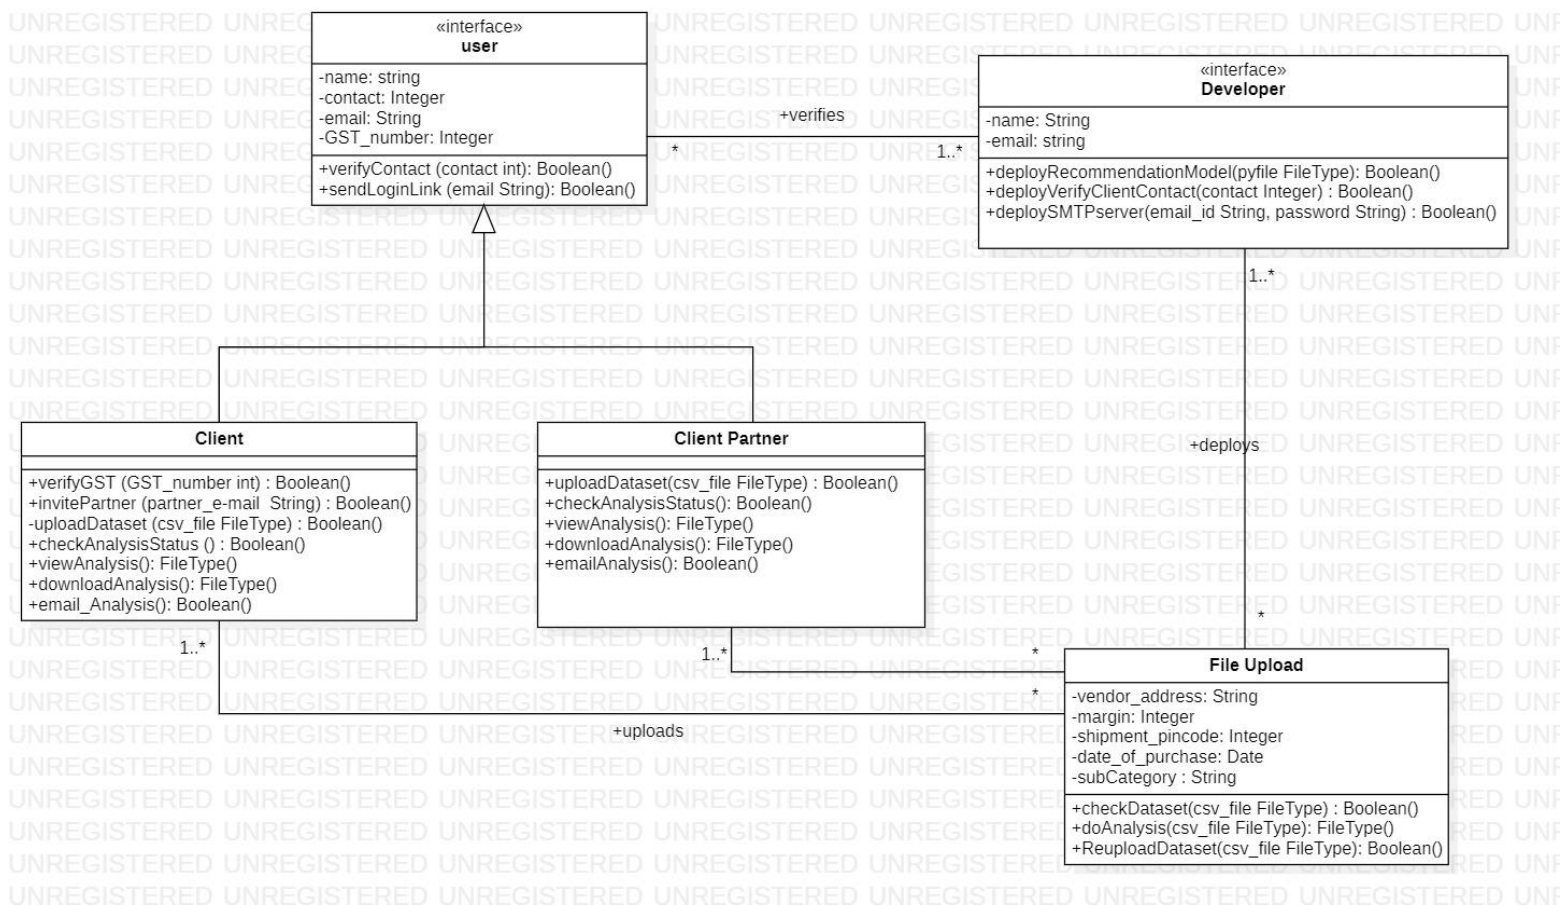 «interface»
user
-name: string
-contact: Integer
-email: String
-GST_number: Integer
+verifyContact (contact int): Boolean()
+sendLoginLink (email String): Boolean()
+verifies
*
1..*
«interface»
Developer
-name: String
-email: string
+deployRecommendationModel(pyfile FileType): Boolean()
+deployVerifyClientContact(contact Integer) : Boolean()
+deploySMTPserver(email_id String, password String) : Boolean()
1..*
+deploys
*
Client
+verifyGST (GST_number int) : Boolean()
+invitePartner (partner_e-mail  String) : Boolean()
-uploadDataset (csv_file FileType) : Boolean()
+checkAnalysisStatus () : Boolean()
+viewAnalysis(): FileType()
+downloadAnalysis(): FileType()
+email_Analysis(): Boolean()
1..*
Client Partner
+uploadDataset(csv_file FileType) : Boolean()
+checkAnalysisStatus(): Boolean()
+viewAnalysis(): FileType()
+downloadAnalysis(): FileType()
+emailAnalysis(): Boolean()
1..*
*
*
+uploads
File Upload
-vendor_address: String
-margin: Integer
-shipment_pincode: Integer
-date_of_purchase: Date
-subCategory : String
+checkDataset(csv_file FileType) : Boolean()
+doAnalysis(csv_file FileType): FileType()
+ReuploadDataset(csv_file FileType): Boolean()
UNREGISTERED